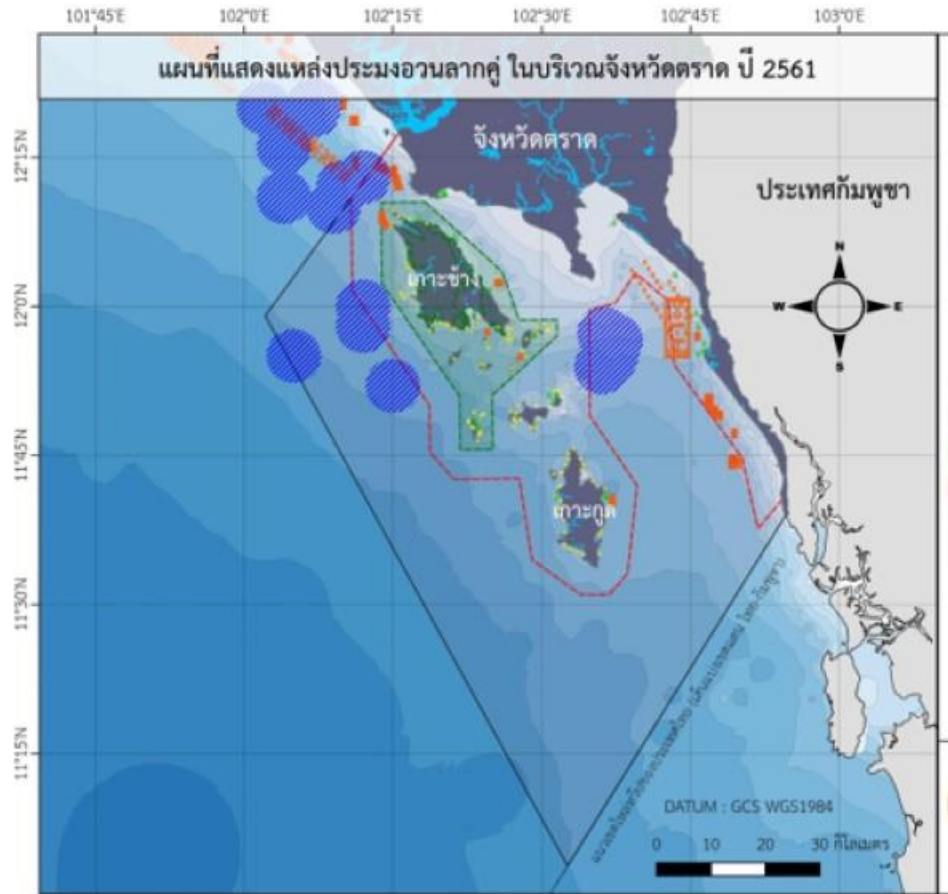 101°45'E 102°0'E 102°15'E 102°30'E 102°45'E 103°0'E
แผนที่แสดงแหล่งประมงอวนลากคู่ ในบริเวณจังหวัดตราด ปี 2561
จังหวัดตราด
12°15'N
ประเทศกัมพูชา
N
เกาะช้าง
12°0'N
W E
S
11°45'N
เกาะกูด
11°30'N
11°15'N
DATUM : GCS WGS1984
0 10 20 30 กิโลเมตร